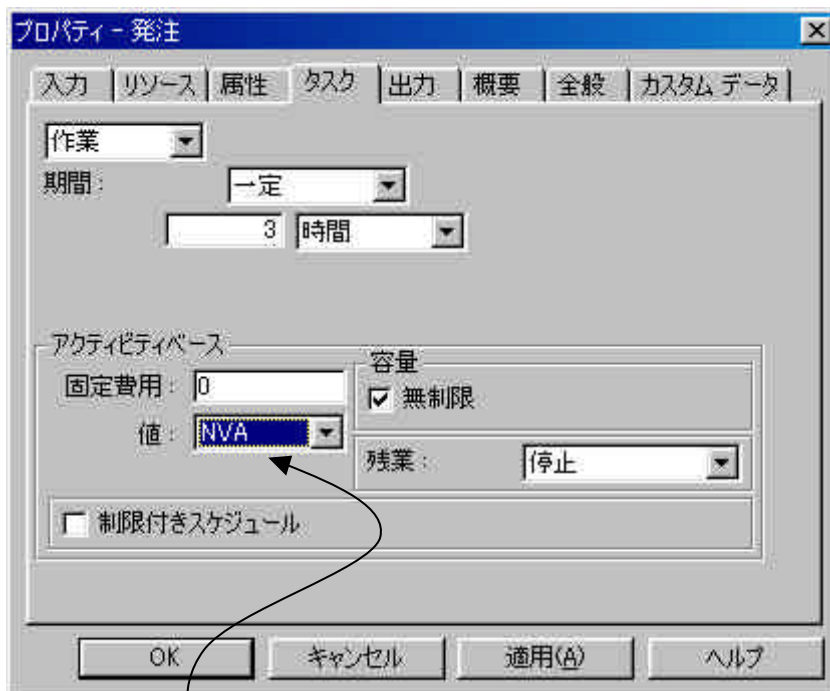 プロパティ - 発注
入力 リソース 属性 タスク 出力 概要 全般 カスタム データ
作業
期間: 一定
3 時間
アクティビティベース
容量
固定費用: 0
無制限
値: NVA
残業: 停止
制限付きスケジュール
OK キャンセル 適用(A) ヘルプ